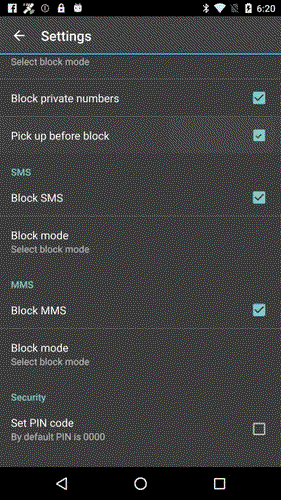 6:20
Settings
Select block mode
Block private numbers
Pick up before block
SMS
Block SMS
Block mode
Select block mode
MMS
Block MMS
Block mode
Select block mode
Security
Set PIN code
By default PIN is 0000